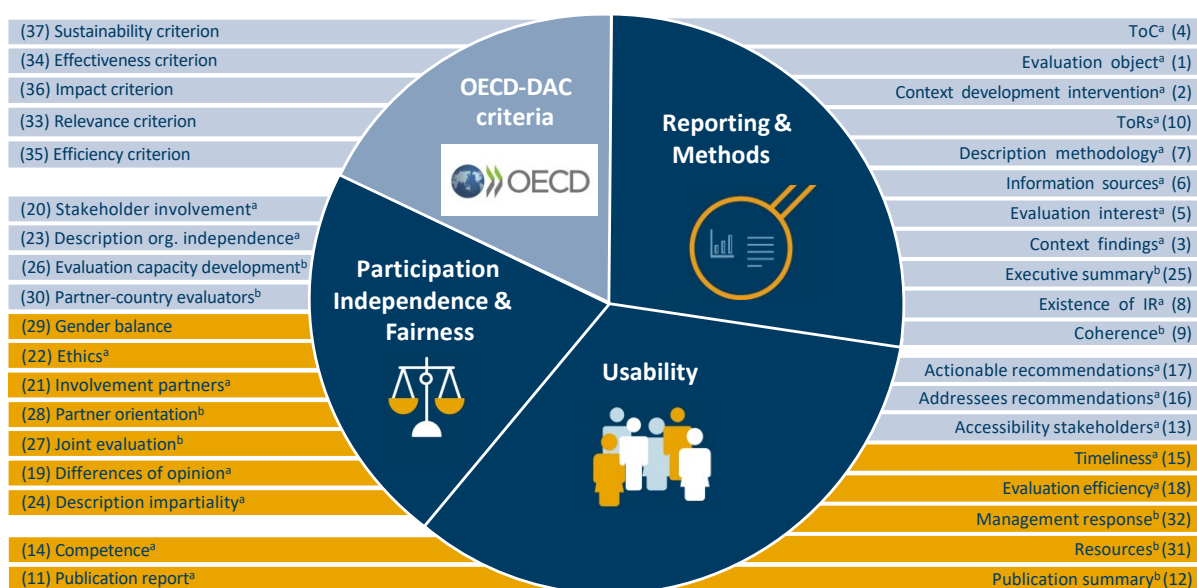 (37) Sustainability criterion
(34) Effectiveness criterion
(36) Impact criterion
(33) Relevance criterion
(35) Efficiency criterion
(20) Stakeholder involvementᵃ
(23) Description org. independenceᵃ
(26) Evaluation capacity developmentᵇ
(30) Partner-country evaluatorsᵇ
(29) Gender balance
(22) Ethicsᵃ
(21) Involvement partnersᵃ
(28) Partner orientationᵇ
(27) Joint evaluationᵇ
(19) Differences of opinionᵃ
(24) Description impartialityᵃ
(14) Competenceᵃ
(11) Publication reportᵃ
OECD-DAC
criteria
OECD
Reporting &
Methods
Participation
Independence &
Fairness
Usability
ToCᵃ (4)
Evaluation objectᵃ (1)
Context development interventionᵃ (2)
ToRsᵃ (10)
Description methodologyᵃ (7)
Information sourcesᵃ (6)
Evaluation interestᵃ (5)
Context findingsᵃ (3)
Executive summaryᵇ (25)
Existence of IRᵃ (8)
Coherenceᵇ (9)
Actionable recommendationsᵃ (17)
Addressees recommendationsᵃ (16)
Accessibility stakeholdersᵃ (13)
Timelinessᵃ (15)
Evaluation efficiencyᵃ (18)
Management responseᵇ (32)
Resourcesᵇ (31)
Publication summaryᵇ (12)